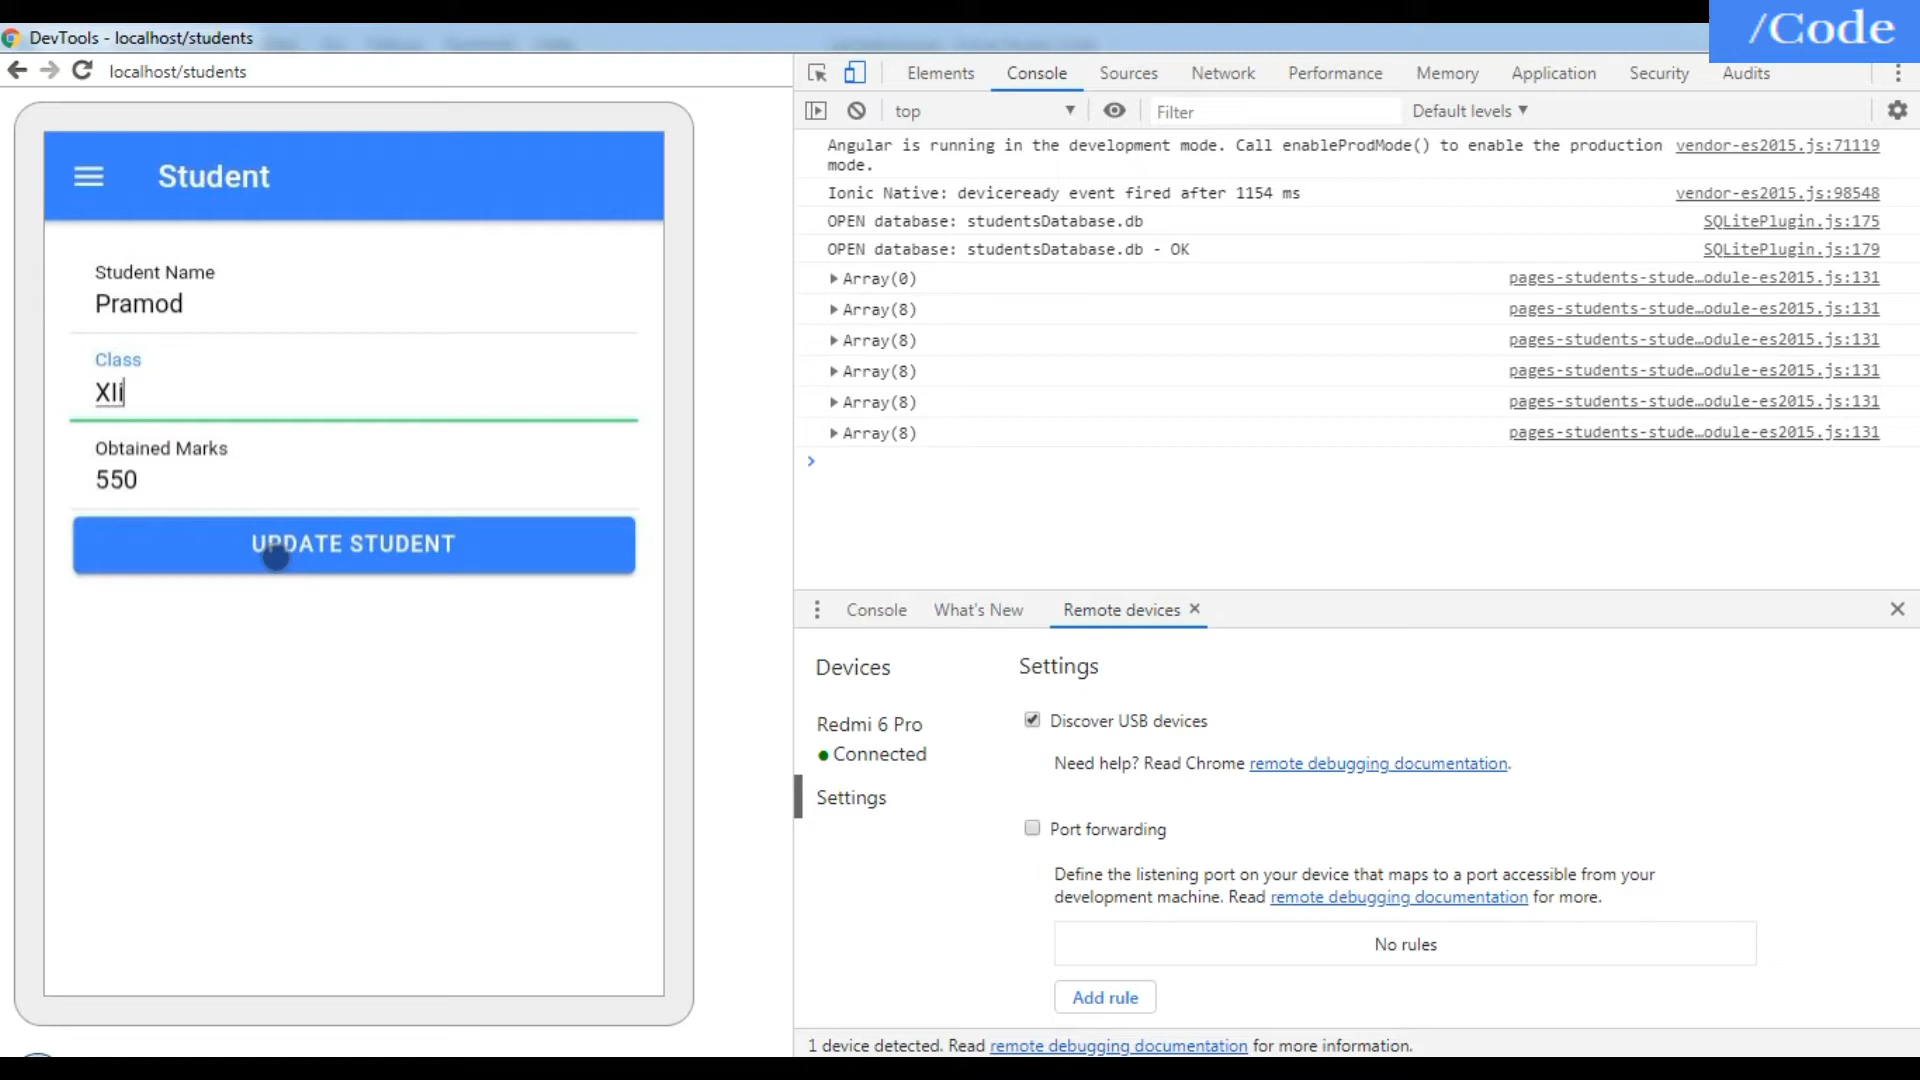 /Code
DevTools - localhost/students
localhost/students
Student
Student Name
Pramod
Class
XIi
Obtained Marks
550
UPDATE STUDENT
Elements Console Sources Network Performance Memory Application Security Audits
top Filter Default levels
Angular is running in the development mode. Call enableProdMode() to enable the production vendor-es2015.js:71119
mode.
Ionic Native: deviceready event fired after 1154 ms vendor-es2015.js:98548
OPEN database: studentsDatabase.db SQLitePlugin.js:175
OPEN database: studentsDatabase.db - OK SQLitePlugin.js:179
Array(0) pages-students-stude…odule-es2015.js:131
Array(8) pages-students-stude…odule-es2015.js:131
Array(8) pages-students-stude…odule-es2015.js:131
Array(8) pages-students-stude…odule-es2015.js:131
Array(8) pages-students-stude…odule-es2015.js:131
Array(8) pages-students-stude…odule-es2015.js:131
Console What's New Remote devices
Devices
Redmi 6 Pro
Connected
Settings
Settings
Discover USB devices
Need help? Read Chrome remote debugging documentation.
Port forwarding
Define the listening port on your device that maps to a port accessible from your
development machine. Read remote debugging documentation for more.
No rules
Add rule
1 device detected. Read remote debugging documentation for more information.